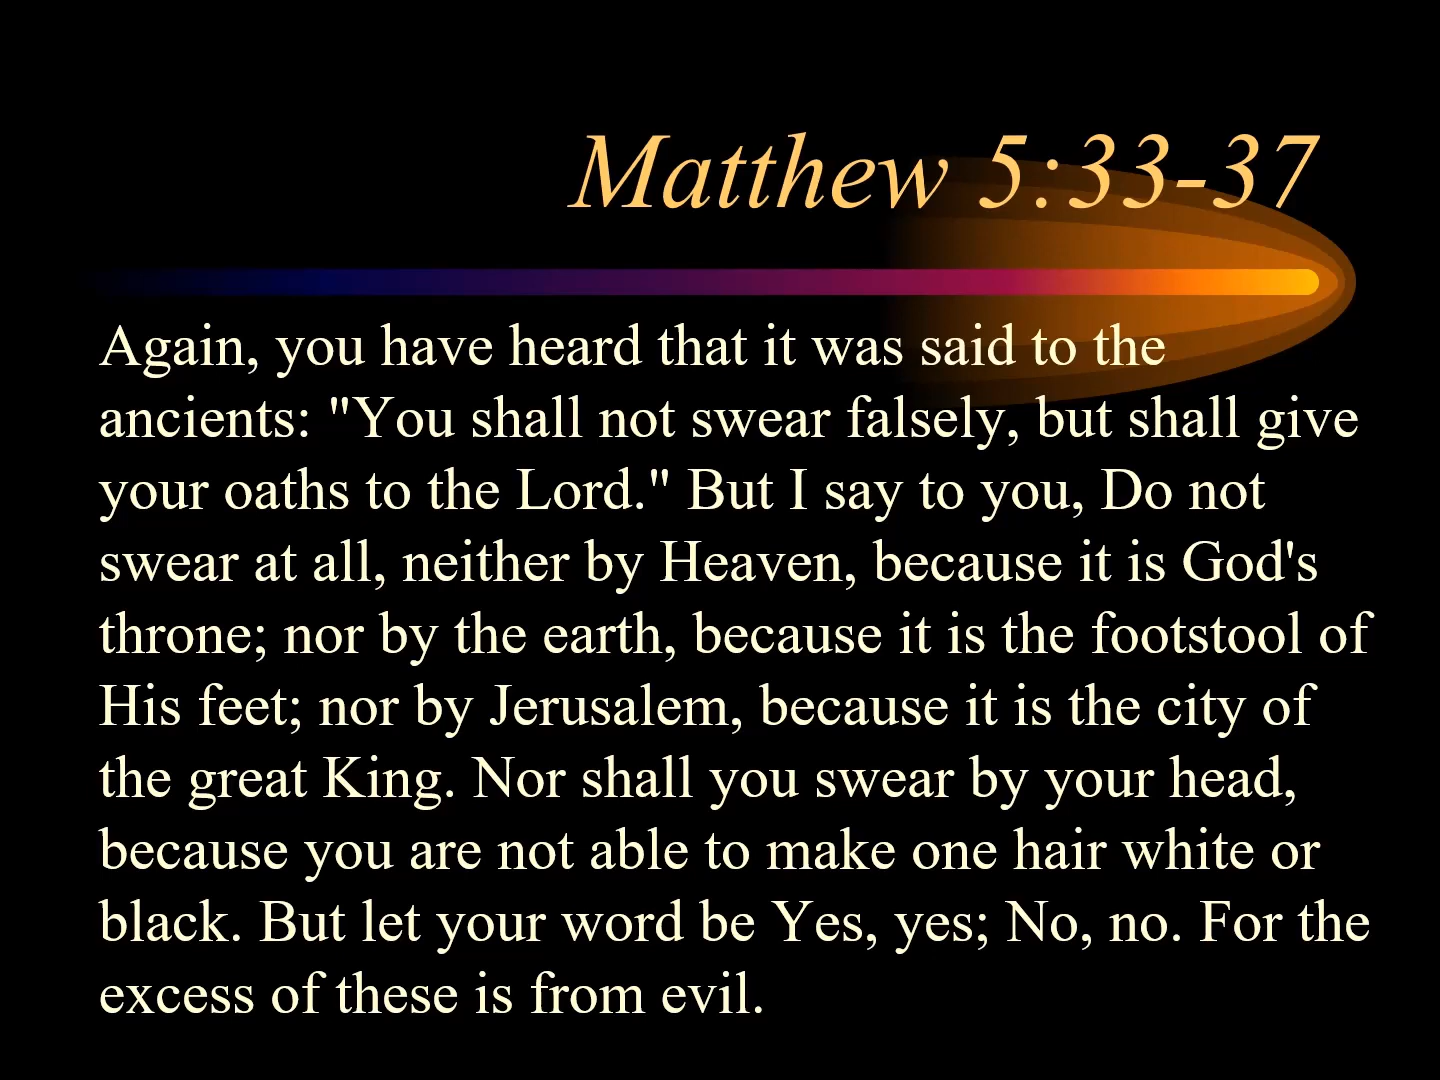 Matthew 5:33-37
Again, you have heard that it was said to the
ancients: "You shall not swear falsely, but shall give
your oaths to the Lord." But I say to you, Do not
swear at all, neither by Heaven, because it is God's
throne; nor by the earth, because it is the footstool of
His feet; nor by Jerusalem, because it is the city of
the great King. Nor shall you swear by your head,
because you are not able to make one hair white or
black. But let your word be Yes, yes; No, no. For the
excess of these is from evil.